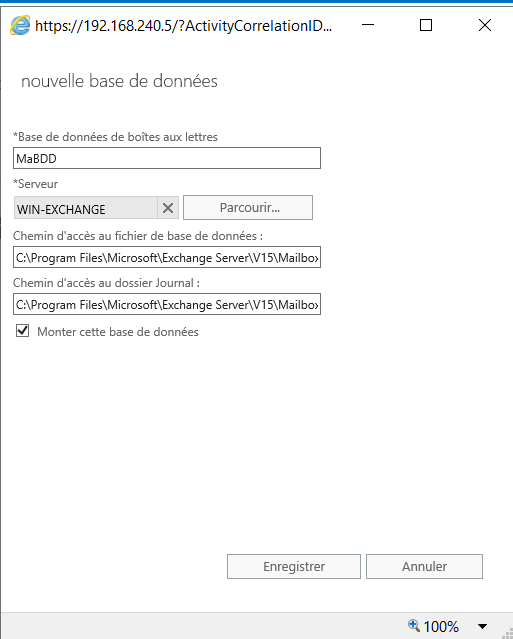 https://192.168.240.5/?ActivityCorrelationID...
nouvelle base de données
*Base de données de boîtes aux lettres
MaBDD
*Serveur
WIN-EXCHANGE
Parcourir...
Chemin d'accès au fichier de base de données :
C:\Program Files\Microsoft\Exchange Server\V15\Mailbox
Chemin d'accès au dossier Journal :
C:\Program Files\Microsoft\Exchange Server\V15\Mailbox
Monter cette base de données
Enregistrer Annuler
100%